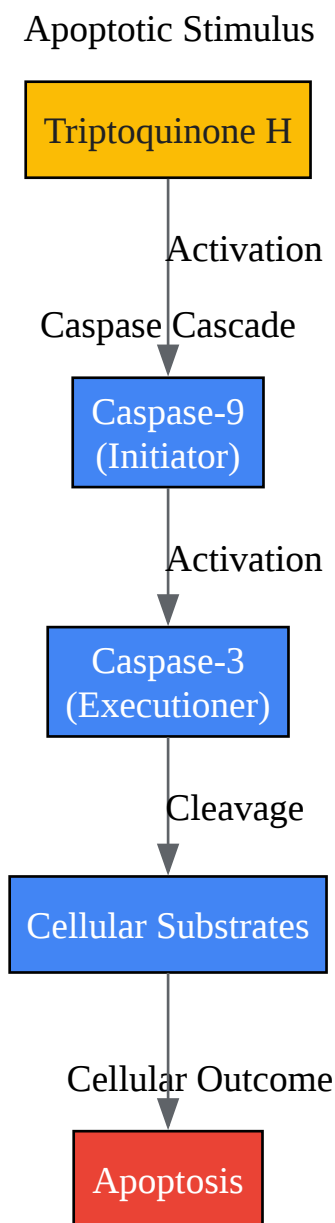 Apoptotic Stimulus
Triptoquinone H
Activation
Caspase Cascade
Caspase-9
(Initiator)
Activation
Caspase-3
(Executioner)
Cleavage
Cellular Substrates
Cellular Outcome
Apoptosis